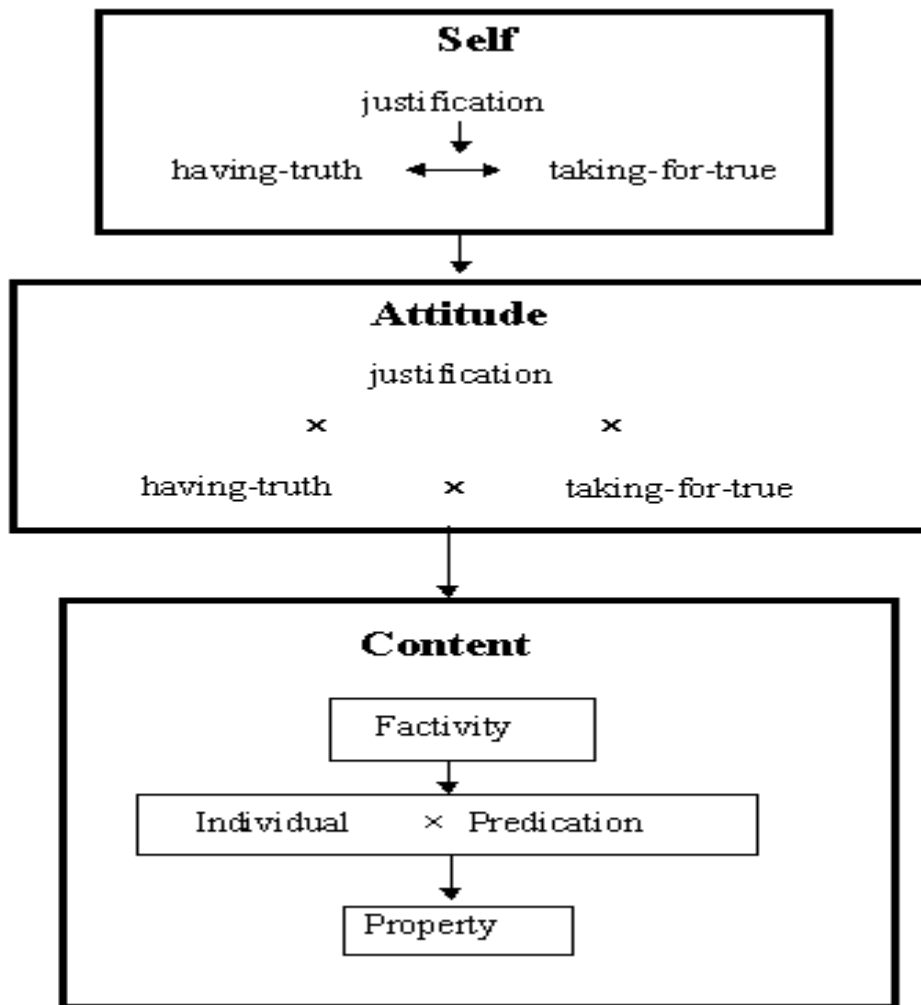 Self
justification
having-truth taking-for-true
Attitude
justification
× ×
having-truth × taking-for-true
Content
Factivity
Individual × Predication
Property